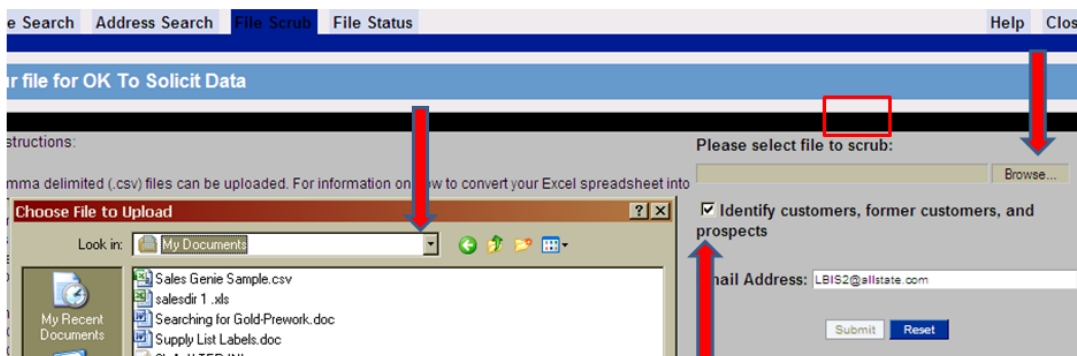 e Search Address Search File Scrub File Status Help Clos
ur file for OK To Solicit Data
structions:
Please select file to scrub:
mma delimited (.csv) files can be uploaded. For information on how to convert your Excel spreadsheet into
Browse...
Choose File to Upload
Identify customers, former customers, and
prospects
Look in: My Documents
mail Address: LBIS2@allstate.com
Sales Genie Sample.csv
salesdir 1 .xls
Searching for Gold-Prework.doc
Supply List Labels.doc
My Recent
Documents
Submit Reset